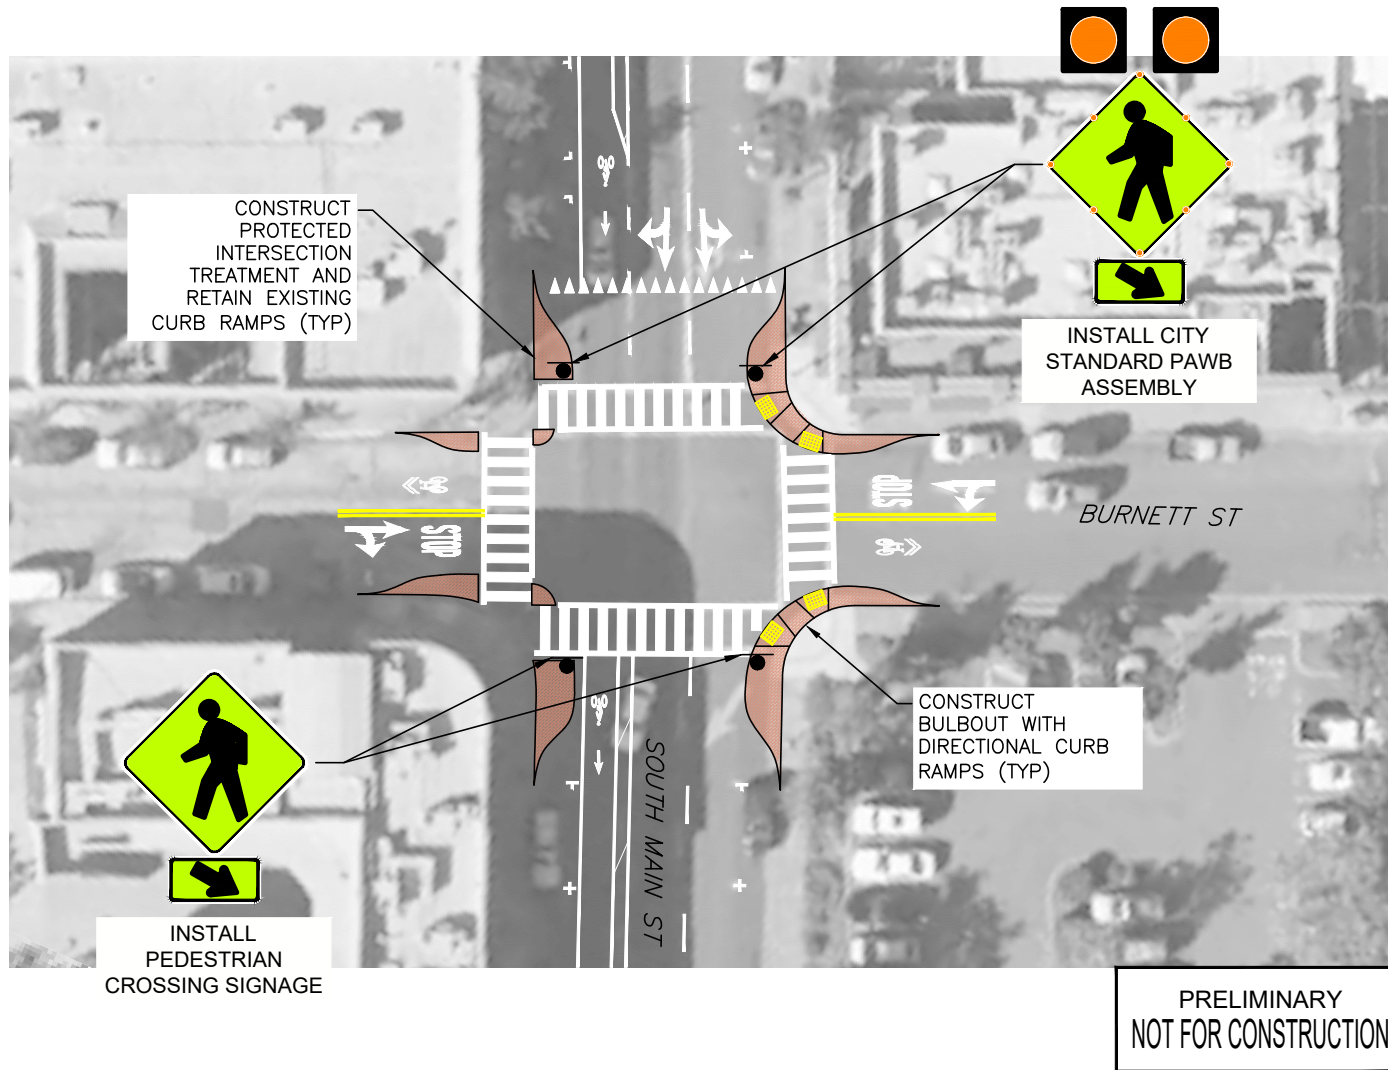 CONSTRUCT
PROTECTED
INTERSECTION
TREATMENT AND
RETAIN EXISTING
CURB RAMPS (TYP)
INSTALL CITY
STANDARD PAWB
ASSEMBLY
STOP
BURNETT ST
STOP
CONSTRUCT
BULBOUT WITH
DIRECTIONAL CURB
RAMPS (TYP)
SOUTH MAIN ST
INSTALL
PEDESTRIAN
CROSSING SIGNAGE
PRELIMINARY
NOT FOR CONSTRUCTION